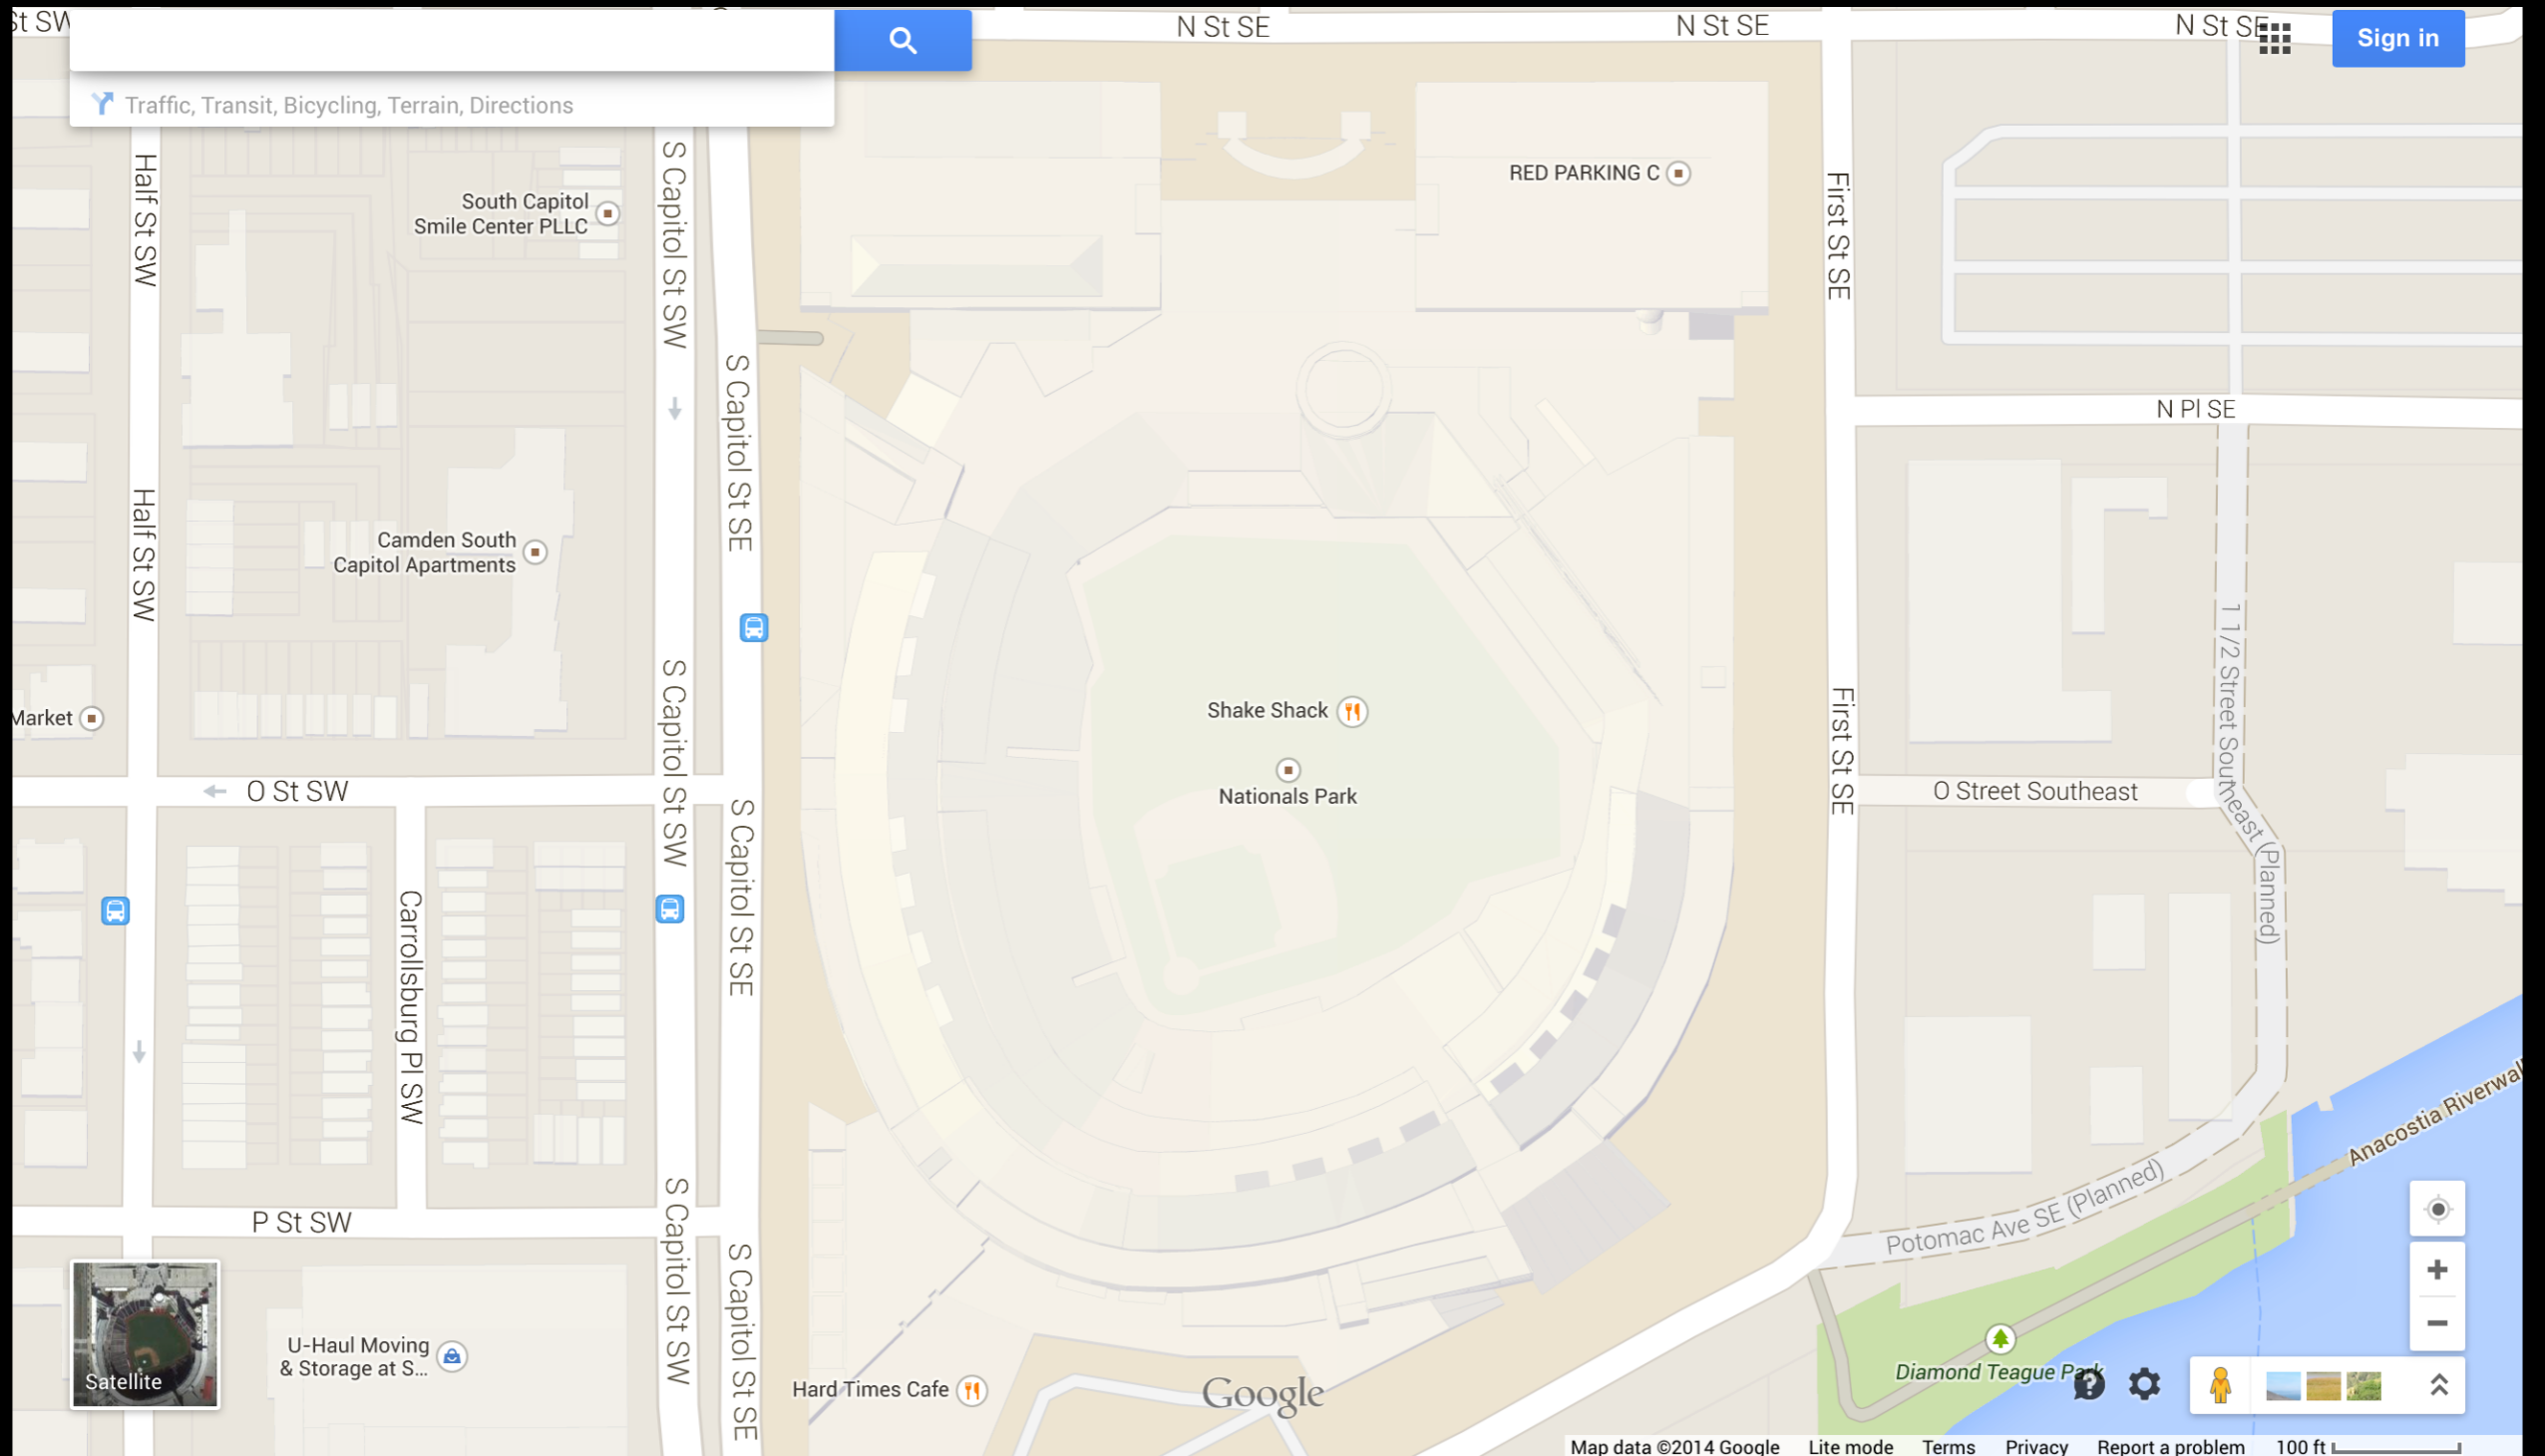 St SW
N St SE
N St SE
N St SE
Sign in
Traffic, Transit, Bicycling, Terrain, Directions
Half St SW
S Capitol St SW
South Capitol
Smile Center PLLC
RED PARKING C
First St SE
S Capitol St SE
N Pl SE
Half St SW
Camden South
Capitol Apartments
1 1/2 Street Southeast (Planned)
S Capitol St SW
Shake Shack
First St SE
Market
Nationals Park
O St SW
O Street Southeast
S Capitol St SE
Carrollsburg Pl SW
Anacostia Riverwal
P St SW
S Capitol St SW
Potomac Ave SE (Planned)
S Capitol St SE
U-Haul Moving
& Storage at S...
Satellite
Hard Times Cafe
Google
Diamond Teague Park
Map data ©2014 Google Lite mode Terms Privacy Report a problem 100 ft